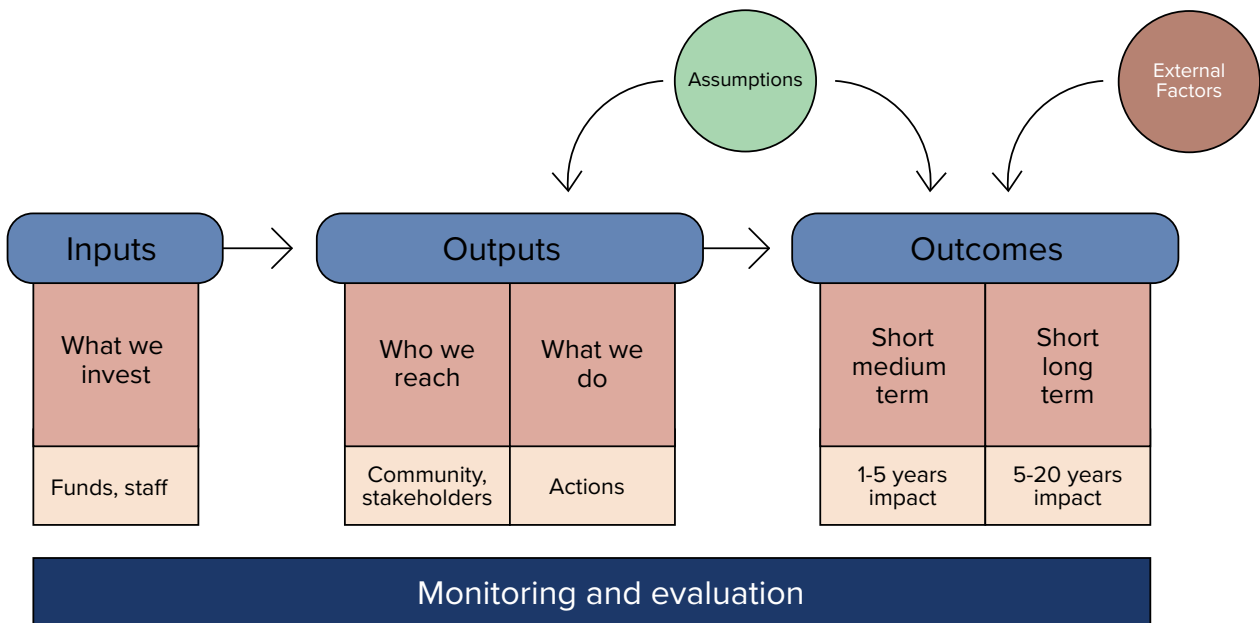 Assumptions
External
Factors
Inputs
Outputs
Outcomes
What we
invest
Who we
reach
What we
do
Short
medium
term
Short
long
term
Funds, staff
Community,
stakeholders
Actions
1-5 years
impact
5-20 years
impact
Monitoring and evaluation